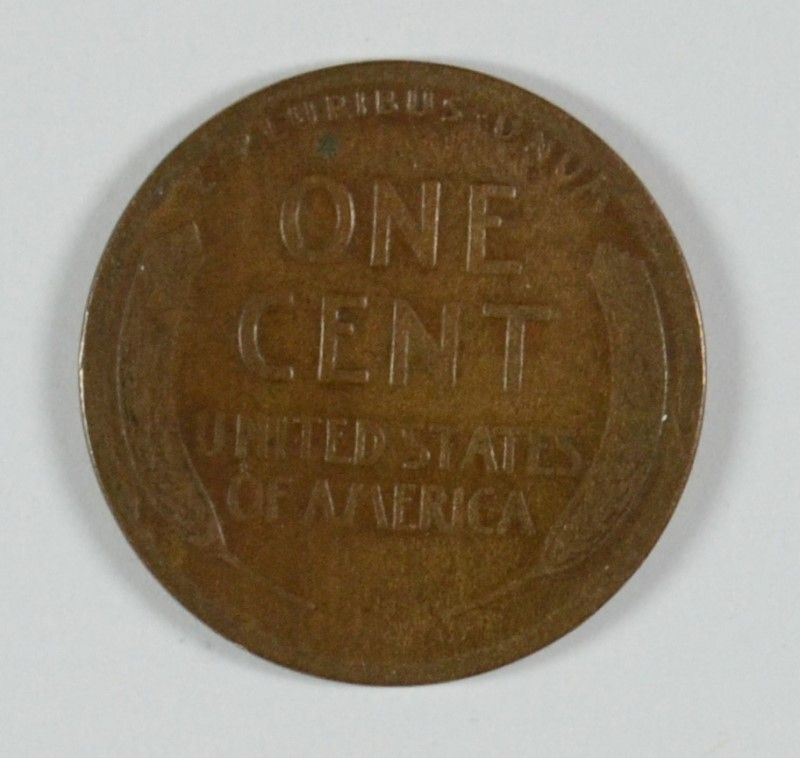 PLURIBUS · UNUM
ONE
CENT
UNITED STATES
OF AMERICA